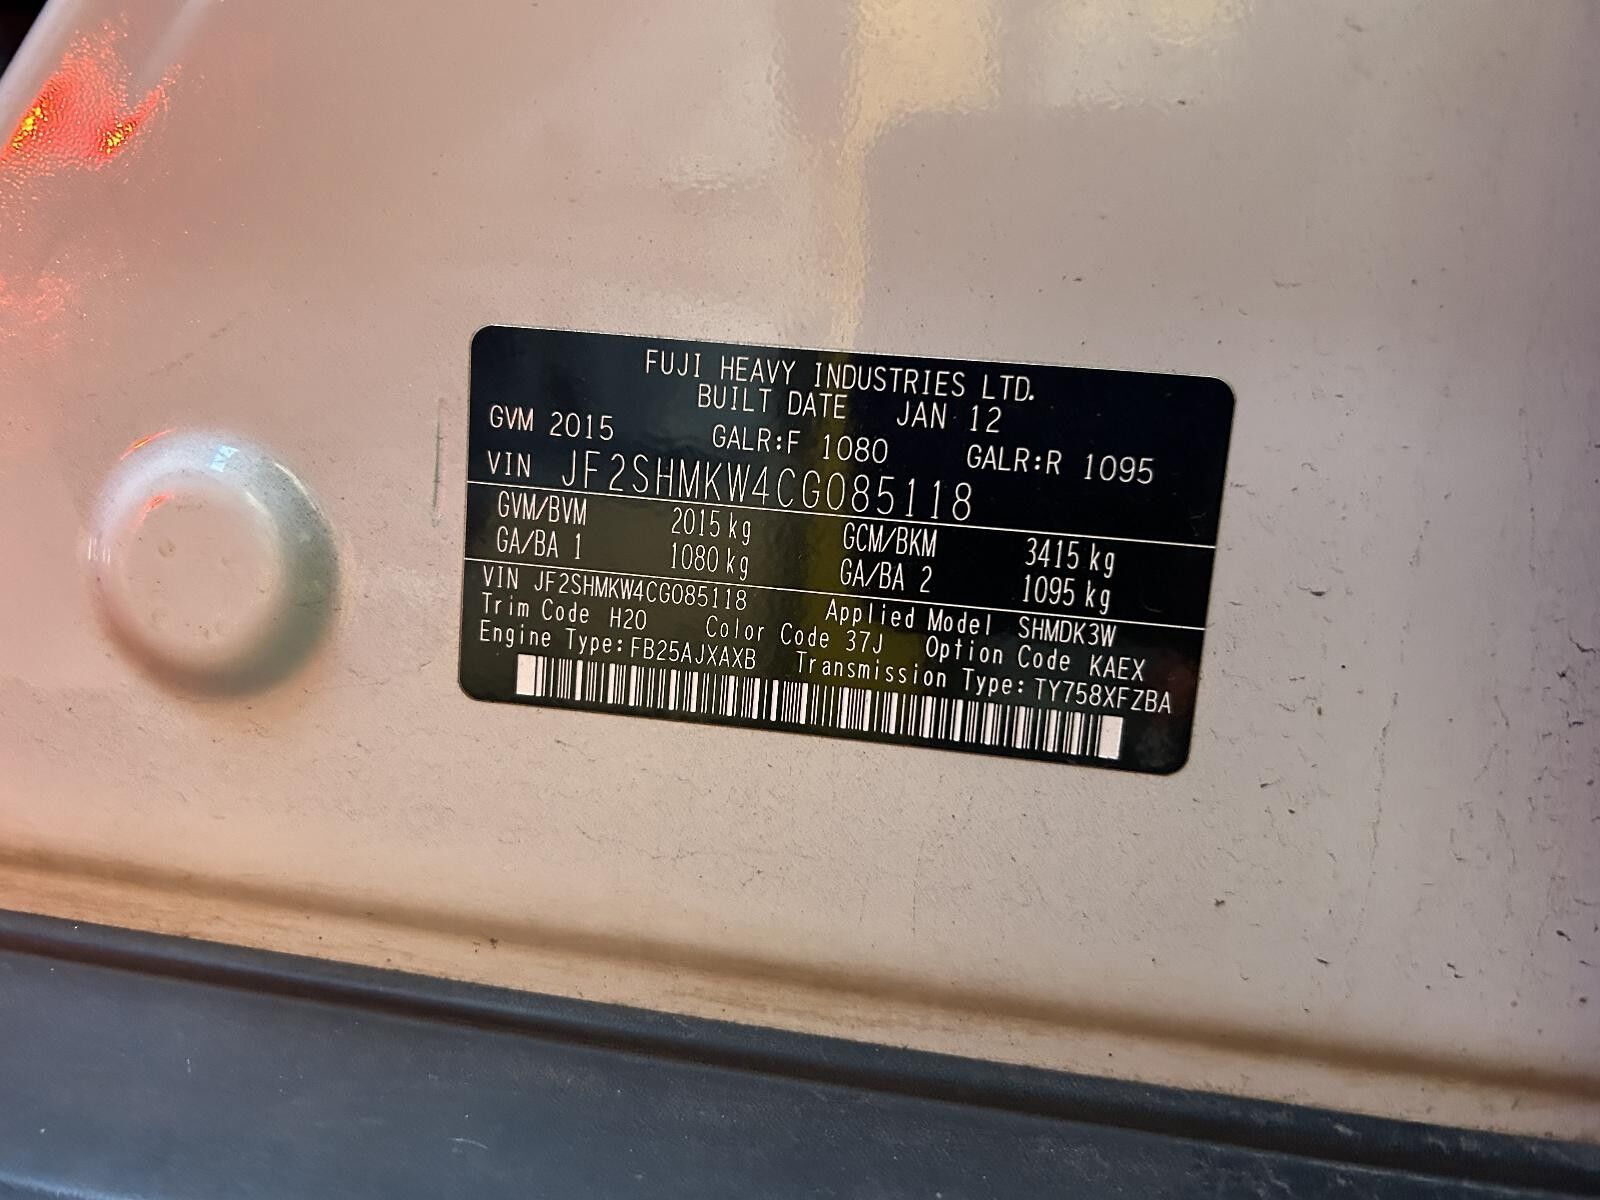 FUJI HEAVY INDUSTRIES LTD.
BUILT DATE JAN 12
GVM 2015 GALR:F 1080 GALR:R 1095
VIN JF2SHMKW4CG085118
GVM/BVM 2015 kg GCM/BKM 3415 kg
GA/BA 1 1080 kg GA/BA 2 1095 kg
VIN JF2SHMKW4CG085118 Applied Model SHMDK3W
Trim Code H20 Color Code 37J Option Code KAEX
Engine Type:FB25AJXAXB Transmission Type:TY758XFZBA